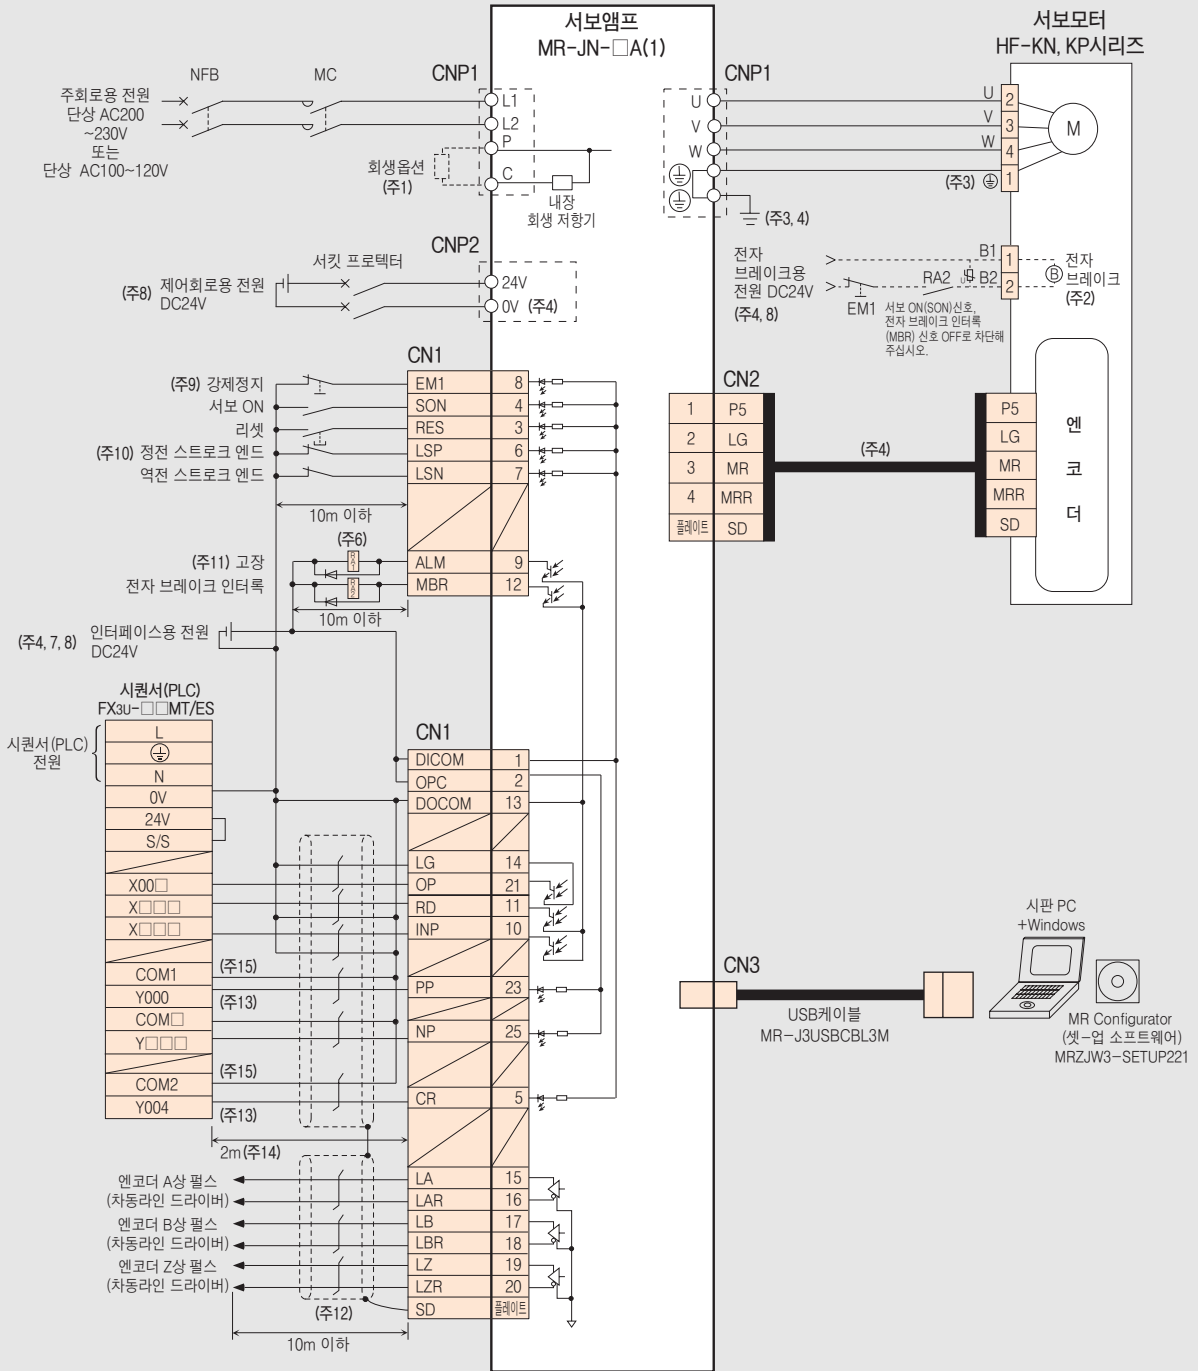 서보앰프
MR-JN-□A(1)
서보모터
HF-KN, KP시리즈
NFB
MC
CNP1
주회로용 전원
단상 AC200
~230V
또는
단상 AC100~120V
L1
L2
P
C
회생옵션
(주1)
내장
회생 저항기
CNP1
U
V
W
U
V
W
2
3
4
1
M
(주3)
(주3, 4)
CNP2
서킷 프로텍터
(주8) 제어회로용 전원
DC24V
24V
0V (주4)
전자
브레이크용
전원 DC24V
(주4, 8)
EM1
RA2
U
B1
B2
1
2
B
전자
브레이크
(주2)
서보 ON(SON)신호,
전자 브레이크 인터록
(MBR) 신호 OFF로 차단해
주십시오.
CN1
(주9) 강제정지
EM1 8
서보 ON
SON 4
리셋
RES 3
(주10) 정전 스트로크 엔드
LSP 6
역전 스트로크 엔드
LSN 7
10m 이하
(주6)
(주11) 고장
RA1
ALM 9
전자 브레이크 인터록
RA2
MBR 12
10m 이하
(주4, 7, 8) 인터페이스용 전원
DC24V
CN2
1 P5
2 LG
3 MR
4 MRR
플레이트 SD
(주4)
P5
LG
MR
MRR
SD
엔
코
더
시퀀서(PLC)
FX3U-□□MT/ES
시퀀서(PLC)
전원
L
N
0V
24V
S/S
X00□
X□□□
X□□□
COM1
Y000
COM□
Y□□□
COM2
Y004
(주15)
(주13)
(주15)
(주13)
2m(주14)
CN1
DICOM 1
OPC 2
DOCOM 13
LG 14
OP 21
RD 11
INP 10
PP 23
NP 25
CR 5
LA 15
LAR 16
LB 17
LBR 18
LZ 19
LZR 20
SD 플레이트
엔코더 A상 펄스
(차동라인 드라이버)
엔코더 B상 펄스
(차동라인 드라이버)
엔코더 Z상 펄스
(차동라인 드라이버)
(주12)
10m 이하
CN3
USB케이블
MR-J3USBCBL3M
시판 PC
+Windows
MR Configurator
(셋-업 소프트웨어)
MRZJW3-SETUP221